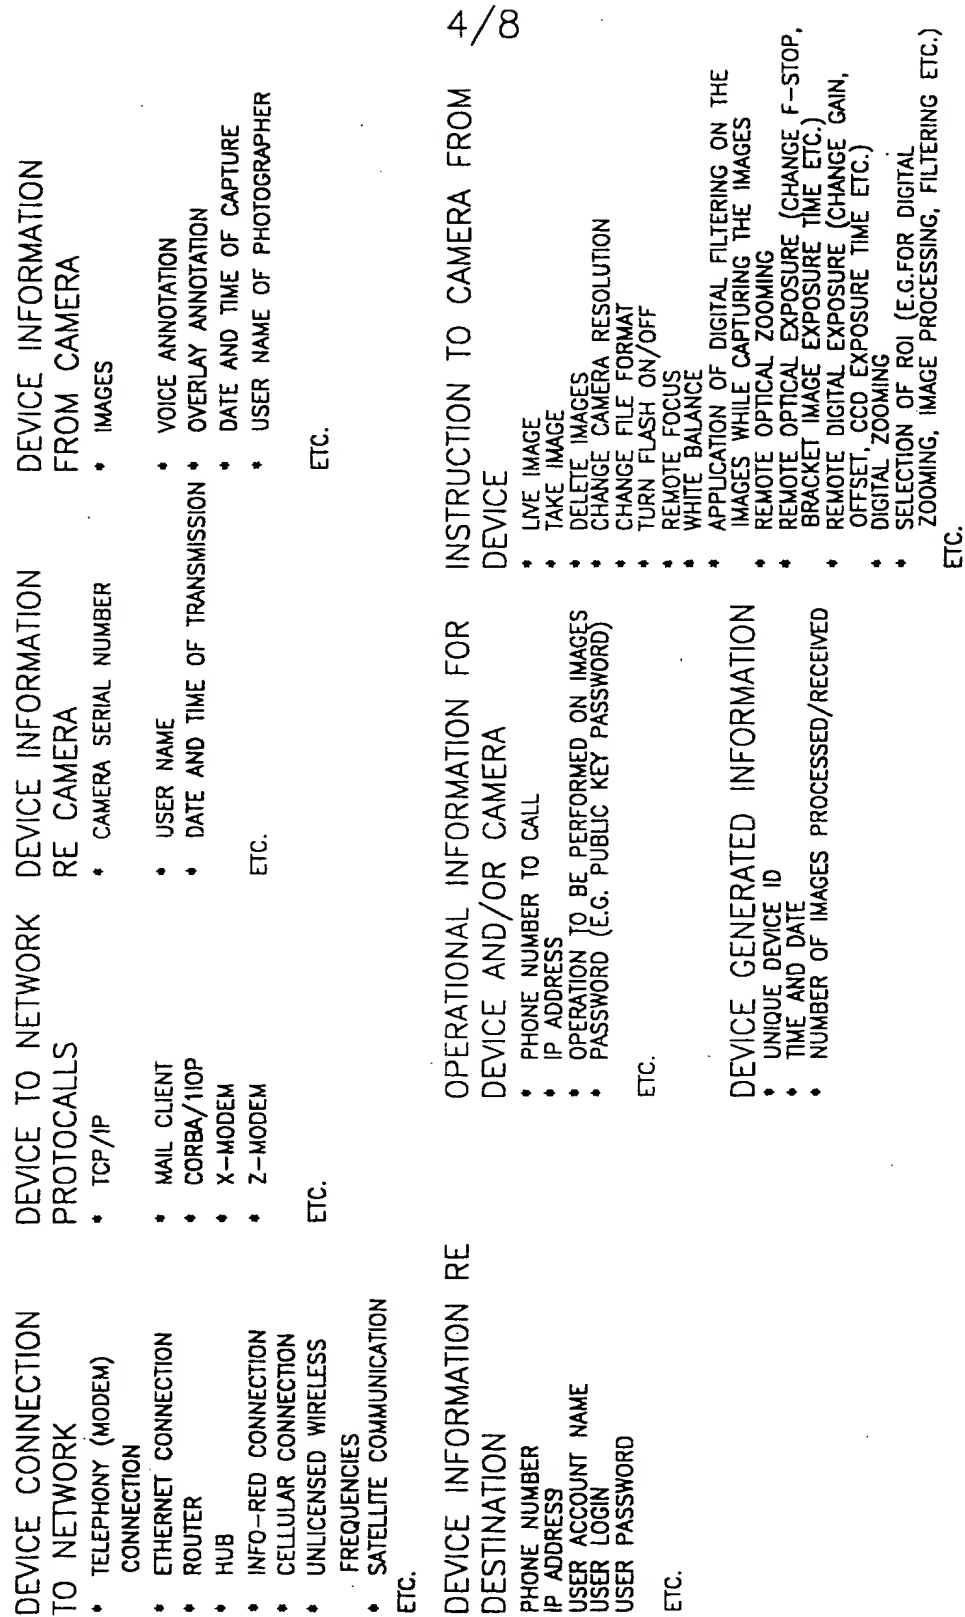 4/8
DEVICE CONNECTION
TO NETWORK
• TELEPHONY (MODEM)
CONNECTION
• ETHERNET CONNECTION
• ROUTER
• HUB
• INFO-RED CONNECTION
• CELLULAR CONNECTION
• UNLICENSED WIRELESS
FREQUENCIES
• SATELLITE COMMUNICATION
ETC.
DEVICE TO NETWORK
PROTOCALLS
• TCP/IP
• MAIL CLIENT
• CORBA/1IOP
• X-MODEM
• Z-MODEM
ETC.
DEVICE INFORMATION
RE CAMERA
• CAMERA SERIAL NUMBER
• USER NAME
• DATE AND TIME OF TRANSMISSION
ETC.
DEVICE INFORMATION
FROM CAMERA
• IMAGES
• VOICE ANNOTATION
• OVERLAY ANNOTATION
• DATE AND TIME OF CAPTURE
• USER NAME OF PHOTOGRAPHER
ETC.
DEVICE INFORMATION RE
DESTINATION
PHONE NUMBER
IP ADDRESS
USER ACCOUNT NAME
USER LOGIN
USER PASSWORD
ETC.
OPERATIONAL INFORMATION FOR
DEVICE AND/OR CAMERA
• PHONE NUMBER TO CALL
• IP ADDRESS
• OPERATION TO BE PERFORMED ON IMAGES
• PASSWORD (E.G. PUBLIC KEY PASSWORD)
ETC.
DEVICE GENERATED INFORMATION
• UNIQUE DEVICE ID
• TIME AND DATE
• NUMBER OF IMAGES PROCESSED/RECEIVED
INSTRUCTION TO CAMERA FROM
DEVICE
• LIVE IMAGE
• TAKE IMAGE
• DELETE IMAGES
• CHANGE CAMERA RESOLUTION
• CHANGE FILE FORMAT
• TURN FLASH ON/OFF
• REMOTE FOCUS
• WHITE BALANCE
• APPLICATION OF DIGITAL FILTERING ON THE
IMAGES WHILE CAPTURING THE IMAGES
• REMOTE OPTICAL ZOOMING
• REMOTE OPTICAL EXPOSURE (CHANGE F-STOP,
BRACKET IMAGE EXPOSURE TIME ETC.)
• REMOTE DIGITAL EXPOSURE (CHANGE GAIN,
OFFSET, CCD EXPOSURE TIME ETC.)
• DIGITAL ZOOMING
• SELECTION OF ROI (E.G.FOR DIGITAL
ZOOMING, IMAGE PROCESSING, FILTERING ETC.)
ETC.